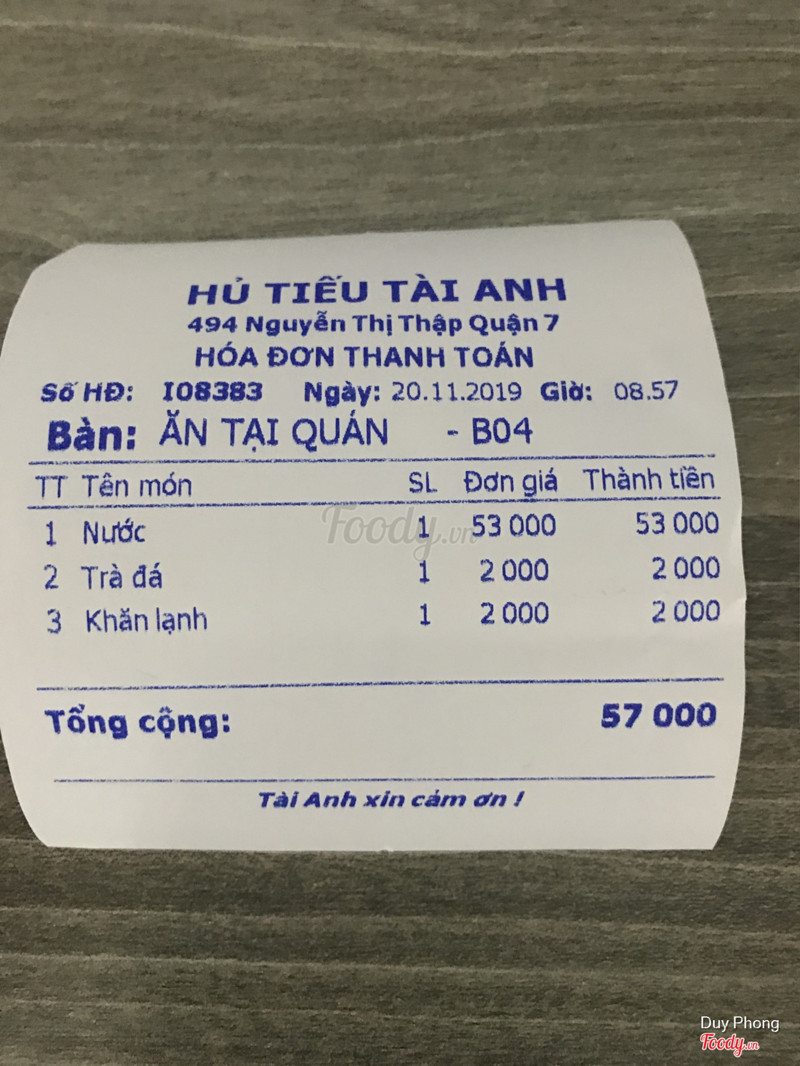 HỦ TIẾU TÀI ANH
494 Nguyễn Thị Thập Quận 7
HÓA ĐƠN THANH TOÁN
Số HĐ: I08383 Ngày: 20.11.2019 Giờ: 08.57
Bàn: ĂN TẠI QUÁN - B04
TT Tên món SL Đơn giá Thành tiền
1 Nước 1 53 000 53 000
Foody.vn
2 Trà đá 1 2 000 2 000
3 Khăn lạnh 1 2 000 2 000
Tổng cộng: 57 000
Tài Anh xin cảm ơn !
Duy Phong
Foody.vn